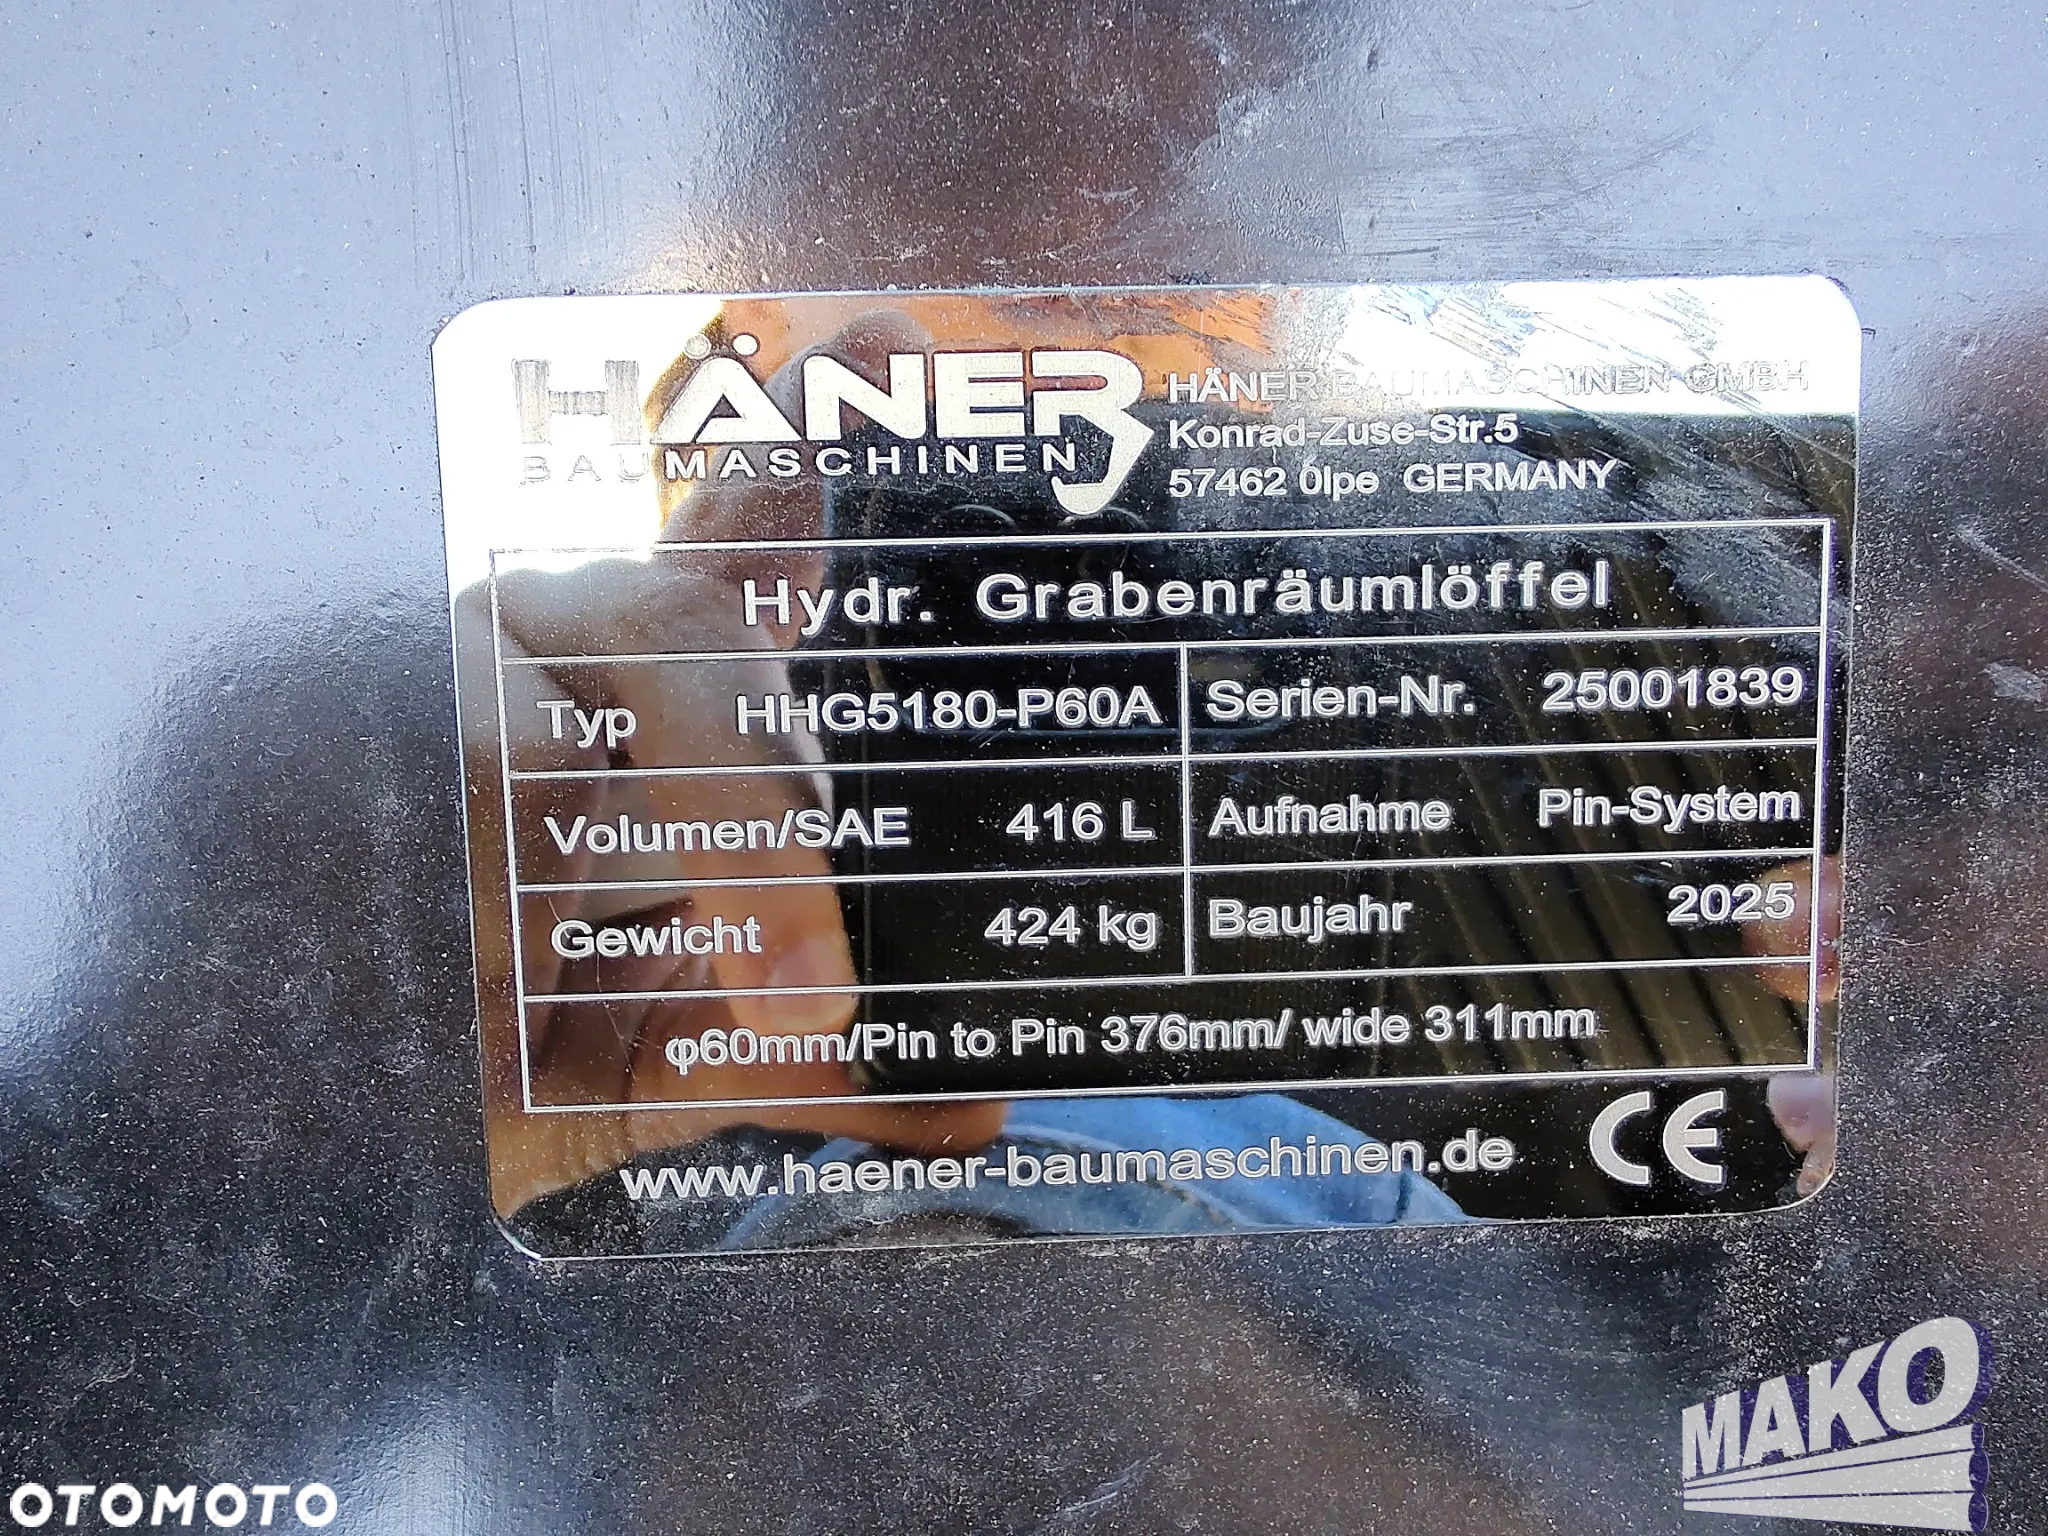 HÄNER
BAUMASCHINEN
HÄNER BAUMASCHINEN GMBH
Konrad-Zuse-Str.5
57462 Olpe GERMANY
Hydr. Grabenräumlöffel
Typ HHG5180-P60A
Serien-Nr. 25001839
Volumen/SAE 416 L
Aufnahme Pin-System
Gewicht 424 kg
Baujahr 2025
φ60mm/Pin to Pin 376mm/ wide 311mm
www.haener-baumaschinen.de CE
MAKO
OTOMOTO